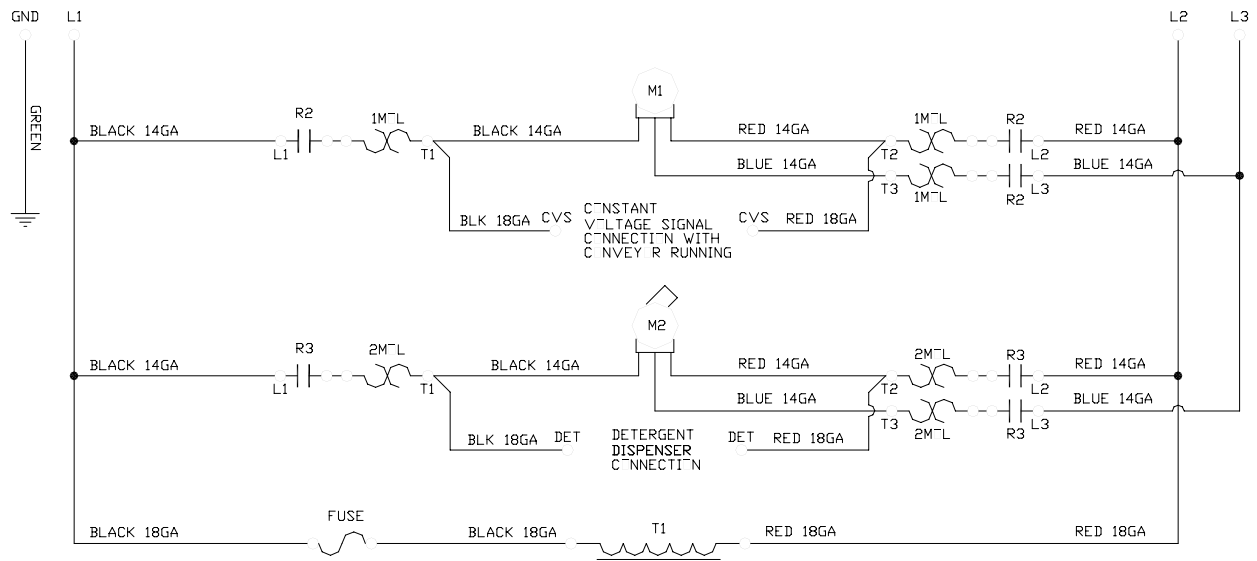 GND L1 L2 L3
GREEN
M1
R2 1M¯L 1M¯L R2
BLACK 14GA BLACK 14GA RED 14GA RED 14GA
L1 T1 T2 L2
BLUE 14GA BLUE 14GA
T3 L3
1M¯L R2
BLK 18GA CVS CVS RED 18GA
C¯NSTANT
V¯LTAGE SIGNAL
C¯NNECTI¯N WITH
C¯NVEY¯R RUNNING
M2
R3 2M¯L 2M¯L R3
BLACK 14GA BLACK 14GA RED 14GA RED 14GA
L1 T1 T2 L2
BLUE 14GA BLUE 14GA
T3 L3
2M¯L R3
BLK 18GA DET DET RED 18GA
DETERGENT
DISPENSER
C¯NNECTI¯N
FUSE T1
BLACK 18GA BLACK 18GA RED 18GA RED 18GA